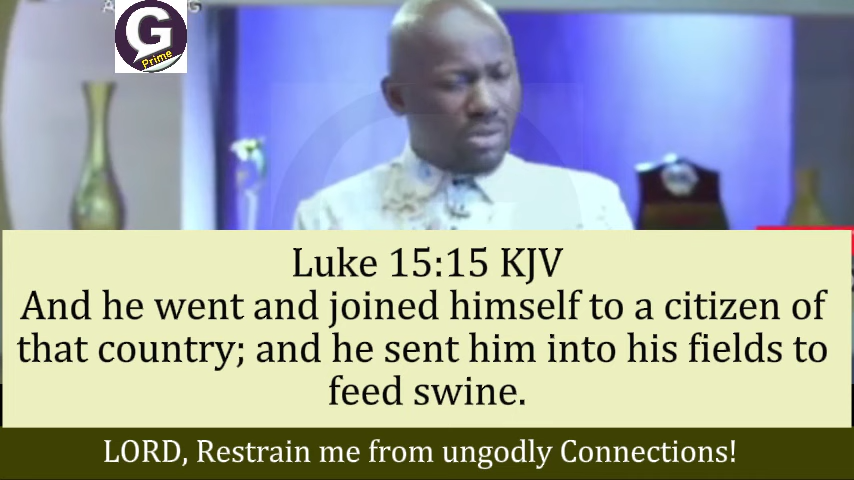 G
Prime
Luke 15:15 KJV
And he went and joined himself to a citizen of
that country; and he sent him into his fields to
feed swine.
LORD, Restrain me from ungodly Connections!